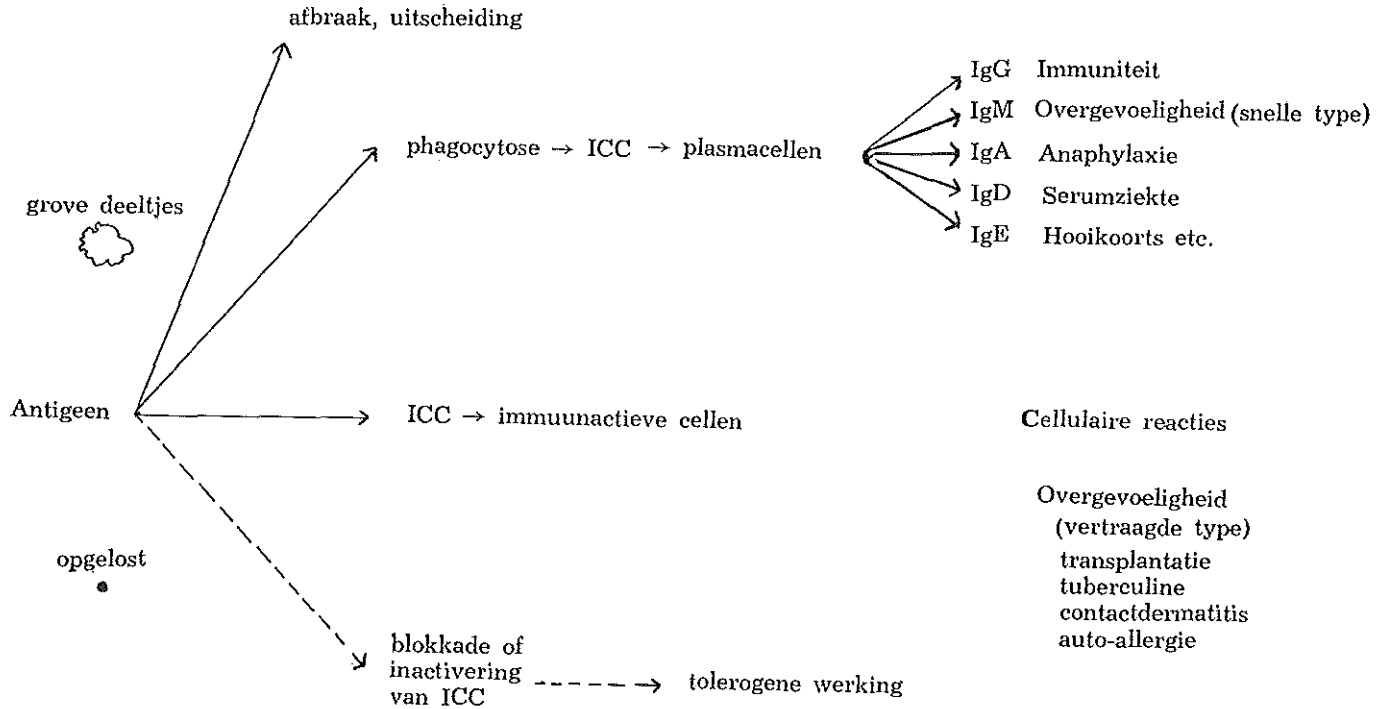 afbraak, uitscheiding
IgG Immuniteit
IgM Overgevoeligheid (snelle type)
phagocytose → ICC → plasmacellen
IgA Anaphylaxie
IgD Serumziekte
IgE Hooikoorts etc.
grove deeltjes
Antigeen
ICC → immuunactieve cellen
Cellulaire reacties
Overgevoeligheid
(vertraagde type)
transplantatie
tuberculine
contactdermatitis
auto-allergie
opgelost
blokkade of
inactivering
van ICC
tolerogene werking